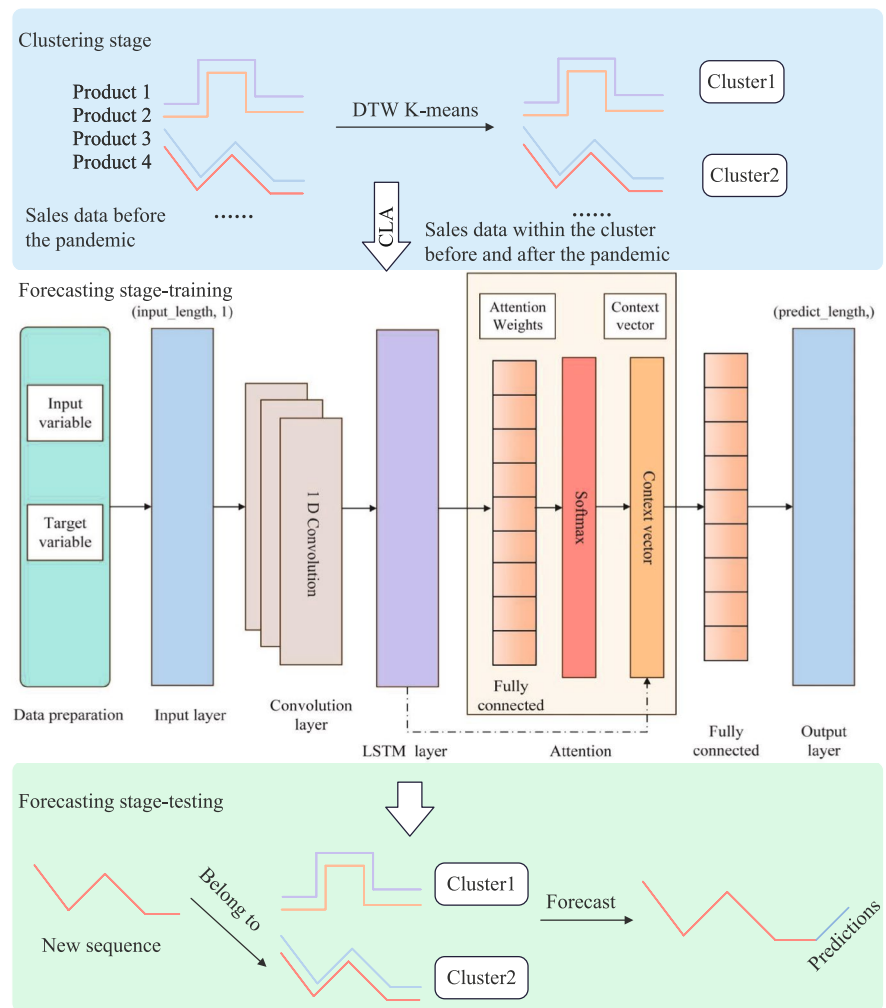 Clustering stage
Product 1
Product 2
Product 3
Product 4
DTW K-means
Cluster1
Cluster2
......
......
Sales data before
the pandemic
CLA
Sales data within the cluster
before and after the pandemic
Forecasting stage-training
(input_length, 1)
Attention
Weights
Context
vector
(predict_length,)
Input
variable
Target
variable
1 D Convolution
Softmax
Context vector
Data preparation
Input layer
Convolution
layer
LSTM layer
Fully
connected
Attention
Fully
connected
Output
layer
Forecasting stage-testing
New sequence
Belong to
Cluster1
Cluster2
Forecast
Predictions